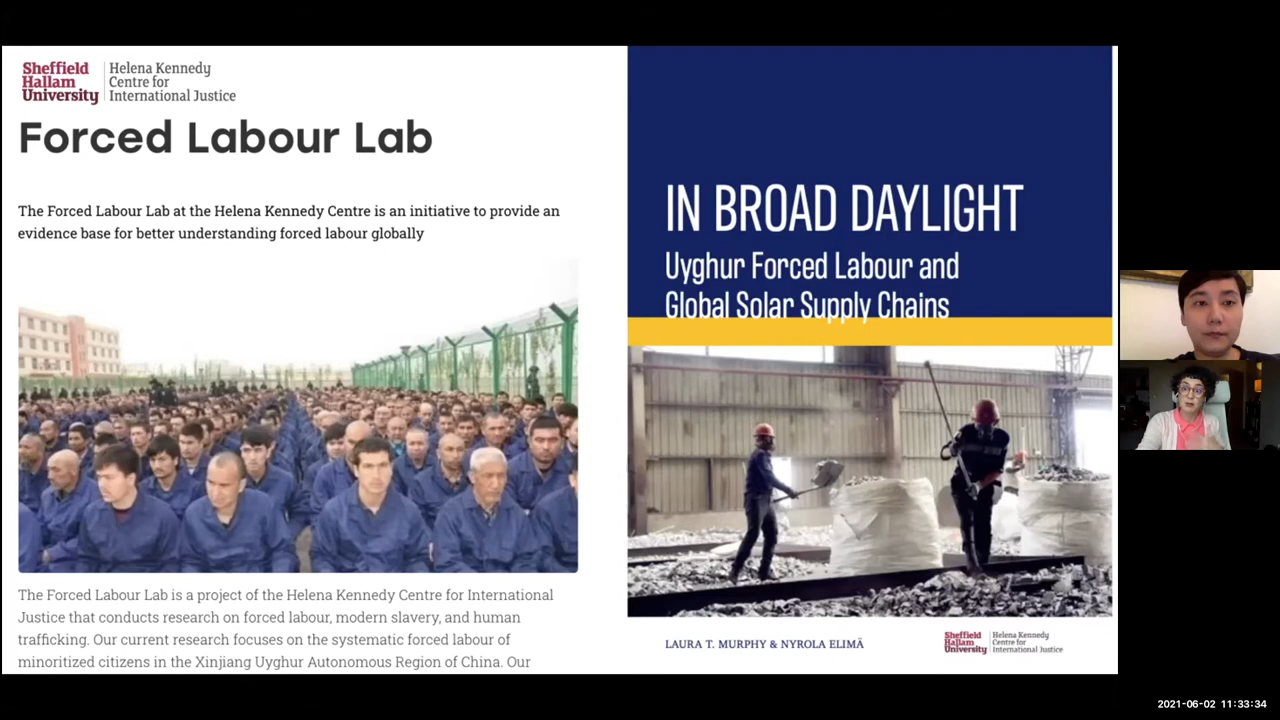 Sheffield
Hallam
University
Helena Kennedy
Centre for
International Justice
Forced Labour Lab
The Forced Labour Lab at the Helena Kennedy Centre is an initiative to provide an
evidence base for better understanding forced labour globally
The Forced Labour Lab is a project of the Helena Kennedy Centre for International
Justice that conducts research on forced labour, modern slavery, and human
trafficking. Our current research focuses on the systematic forced labour of
minoritized citizens in the Xinjiang Uyghur Autonomous Region of China. Our
IN BROAD DAYLIGHT
Uyghur Forced Labour and
Global Solar Supply Chains
LAURA T. MURPHY & NYROLA ELIMÄ
Sheffield
Hallam
University
Helena Kennedy
Centre for
International Justice
2021-06-02 11:33:34